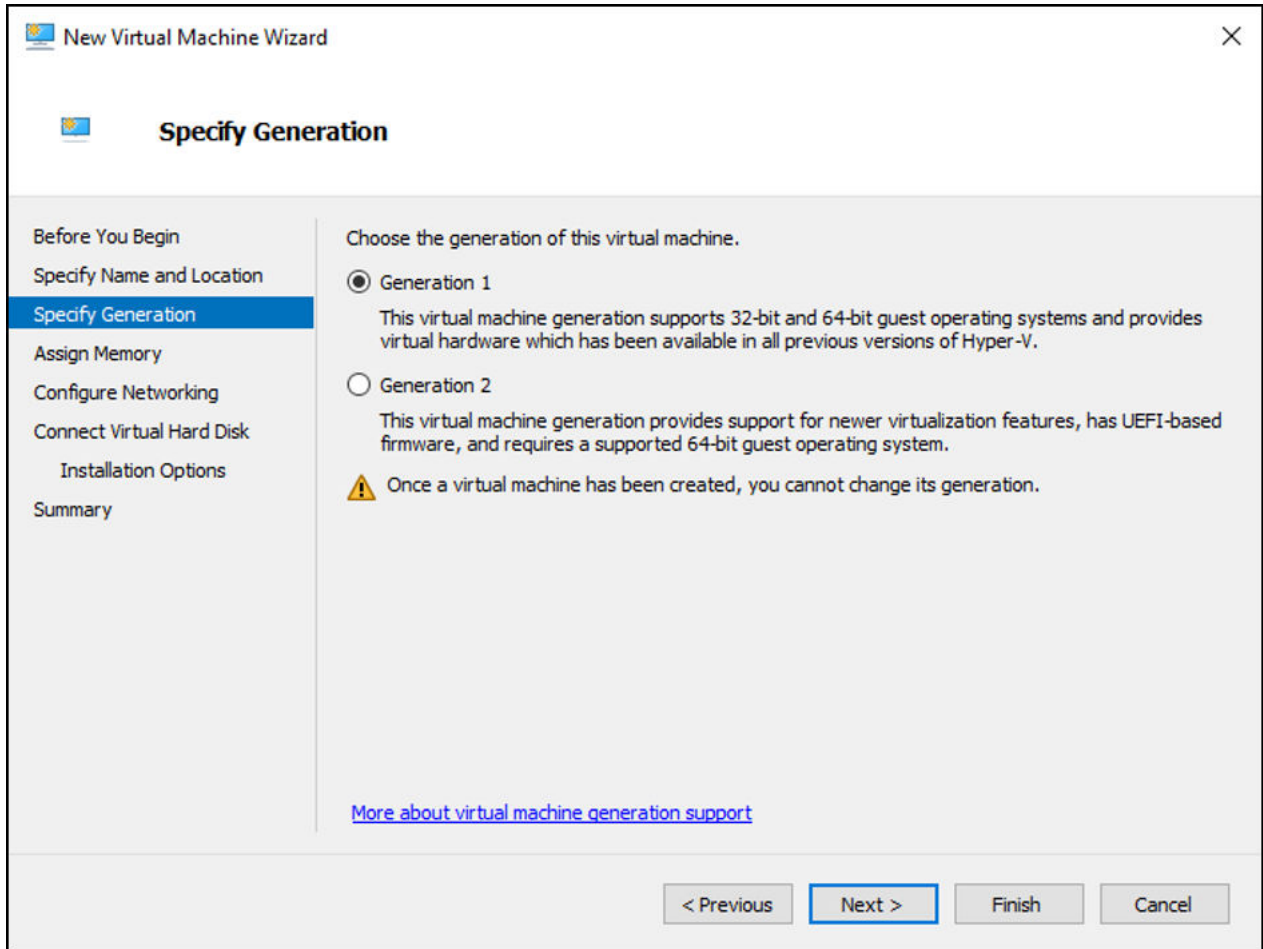 New Virtual Machine Wizard
Specify Generation
Before You Begin
Specify Name and Location
Specify Generation
Assign Memory
Configure Networking
Connect Virtual Hard Disk
Installation Options
Summary
Choose the generation of this virtual machine.
Generation 1
This virtual machine generation supports 32-bit and 64-bit guest operating systems and provides
virtual hardware which has been available in all previous versions of Hyper-V.
Generation 2
This virtual machine generation provides support for newer virtualization features, has UEFI-based
firmware, and requires a supported 64-bit guest operating system.
Once a virtual machine has been created, you cannot change its generation.
More about virtual machine generation support
< Previous
Next >
Finish
Cancel